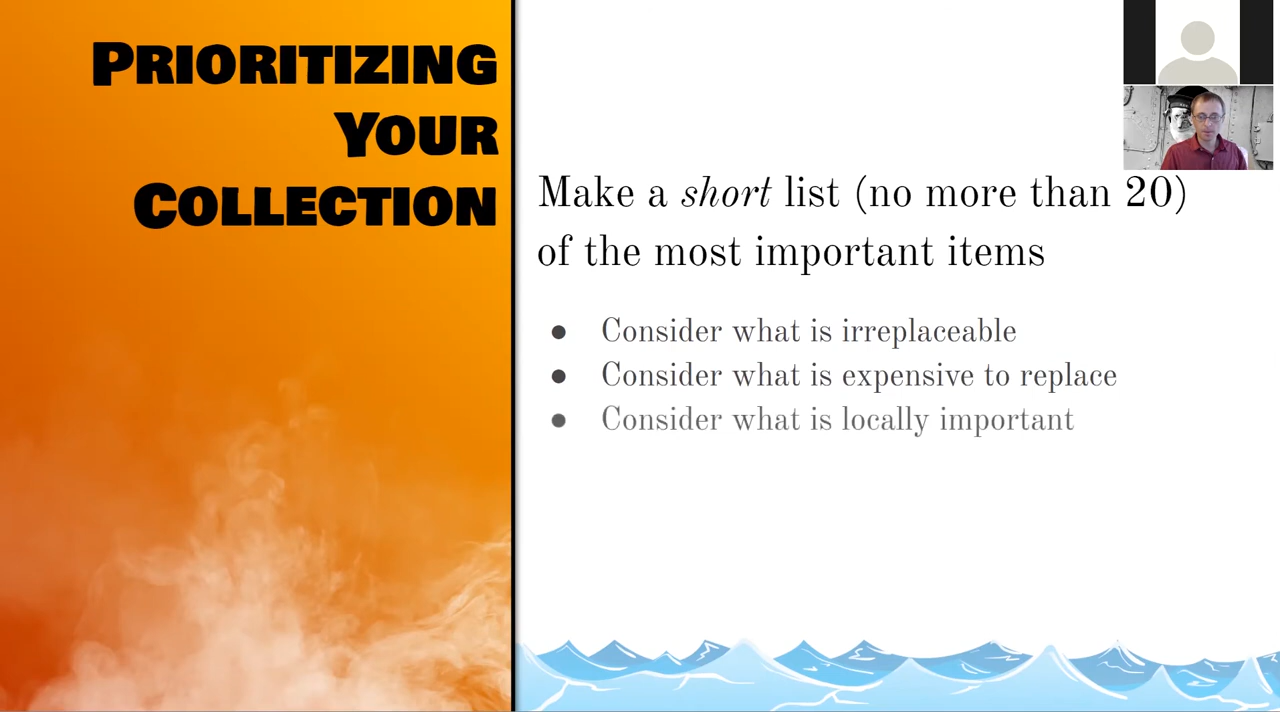 Prioritizing
Your
Collection
Make a short list (no more than 20)
of the most important items
● Consider what is irreplaceable
● Consider what is expensive to replace
● Consider what is locally important